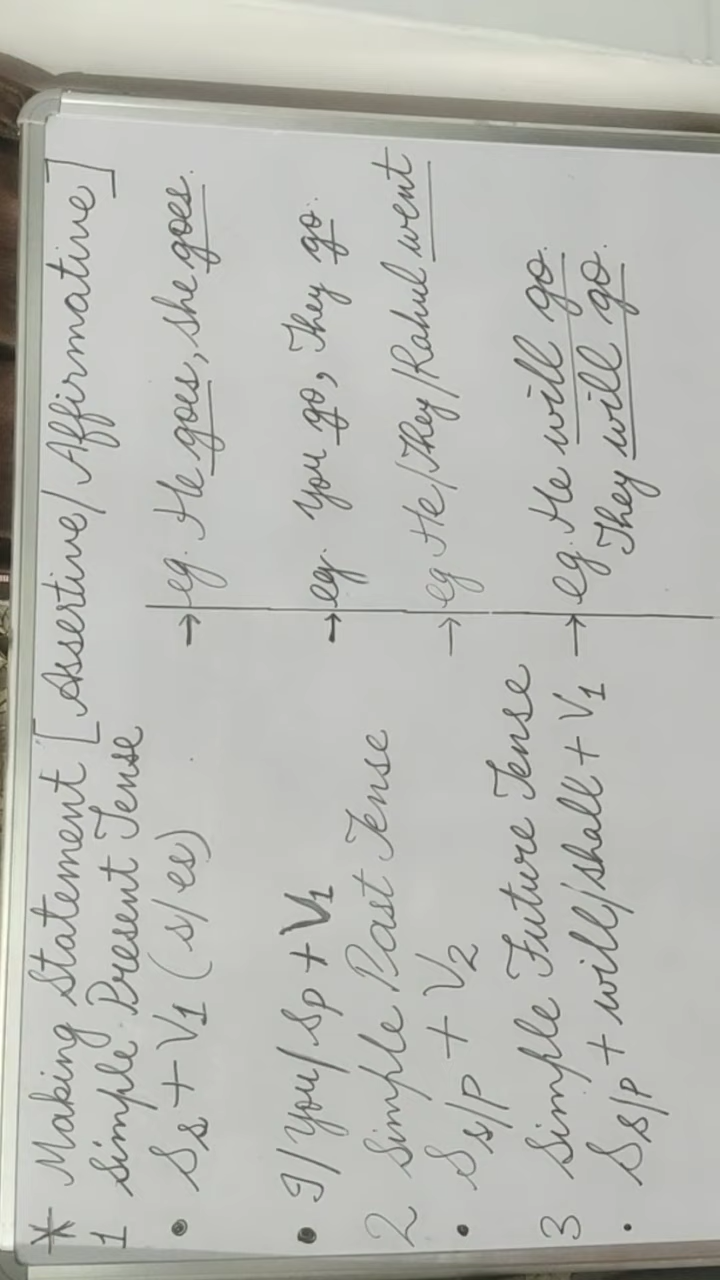 * Making Statement [Assertive/Affirmative]
1 Simple Present Tense
• Ss + V1 (s/es) → eg. He goes, she goes.
• I/You/Sp + V1 → eg. you go, They go.
2 Simple Past Tense
• Ss/p + V2 → eg He/They/Rahul went
3 Simple Future Tense → eg. He will go.
• Ss/p + will/shall + V1 They will go.